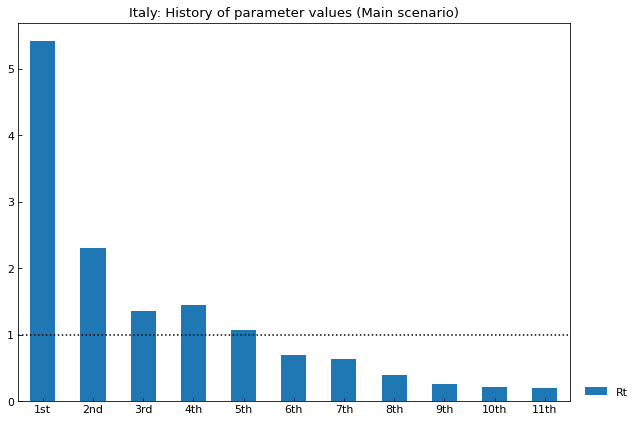 Italy: History of parameter values (Main scenario)
5
4
3
2
1
0
1st 2nd 3rd 4th 5th 6th 7th 8th 9th 10th 11th
Rt